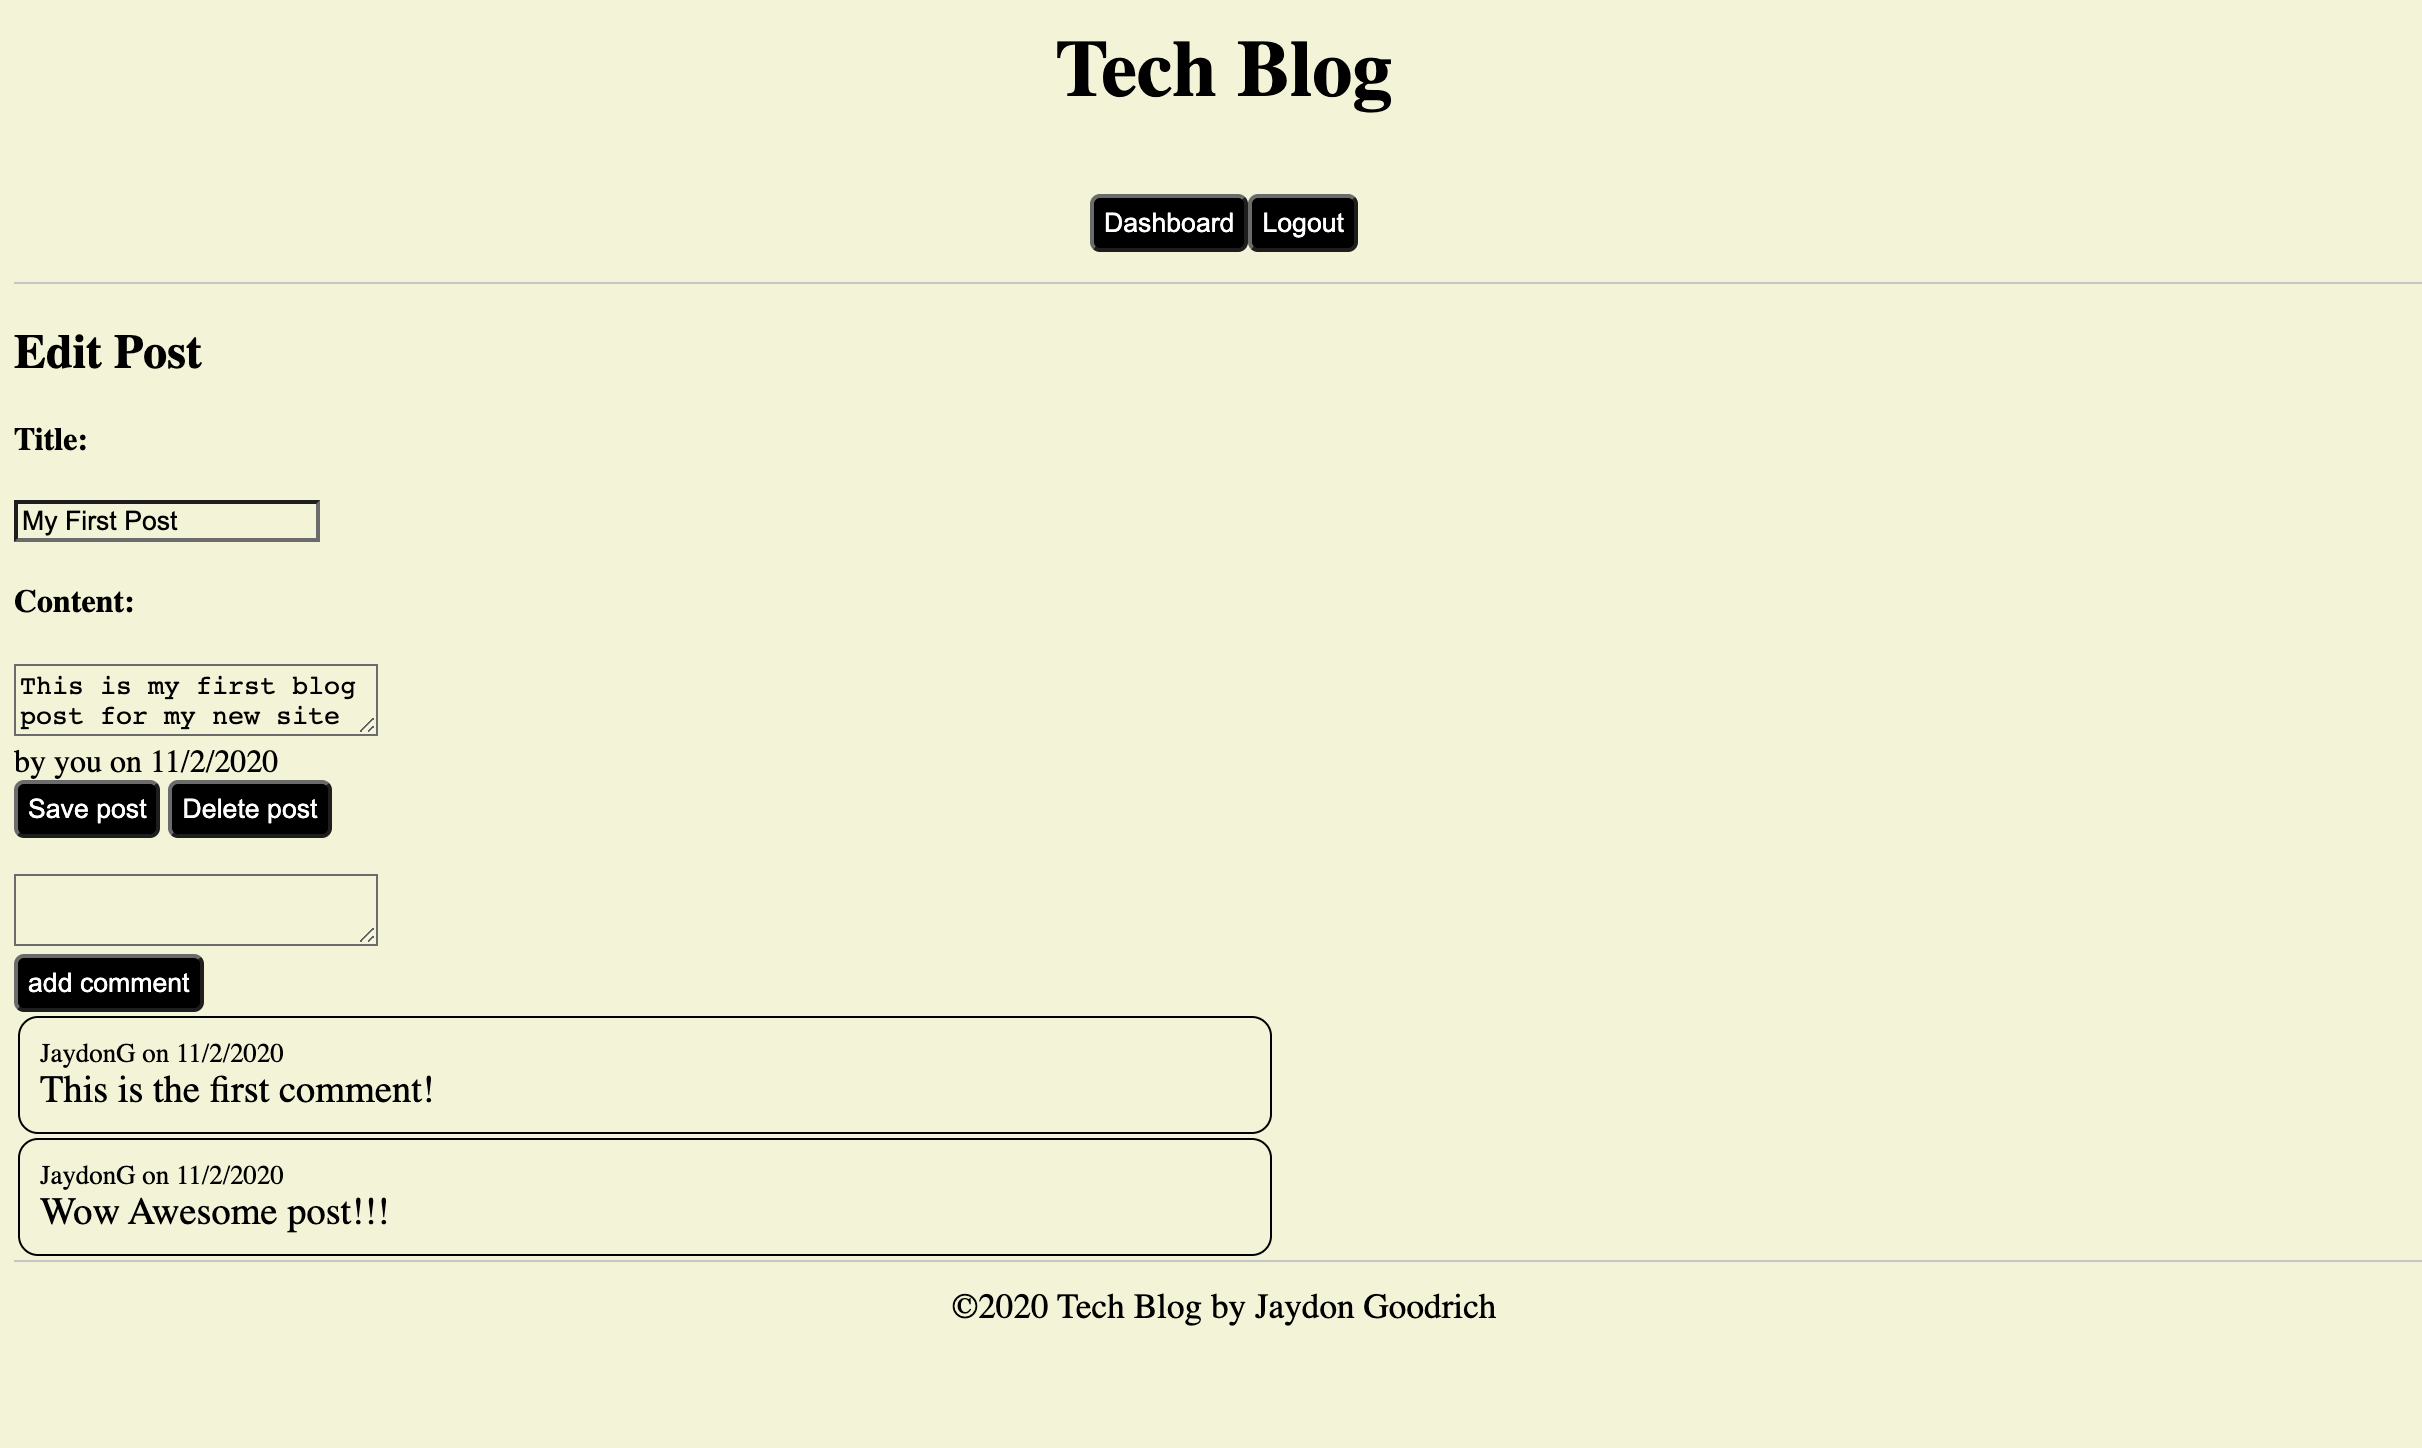 Tech Blog
Dashboard Logout
Edit Post
Title:
My First Post
Content:
This is my first blog
post for my new site
by you on 11/2/2020
Save post Delete post
add comment
JaydonG on 11/2/2020
This is the first comment!
JaydonG on 11/2/2020
Wow Awesome post!!!
©2020 Tech Blog by Jaydon Goodrich